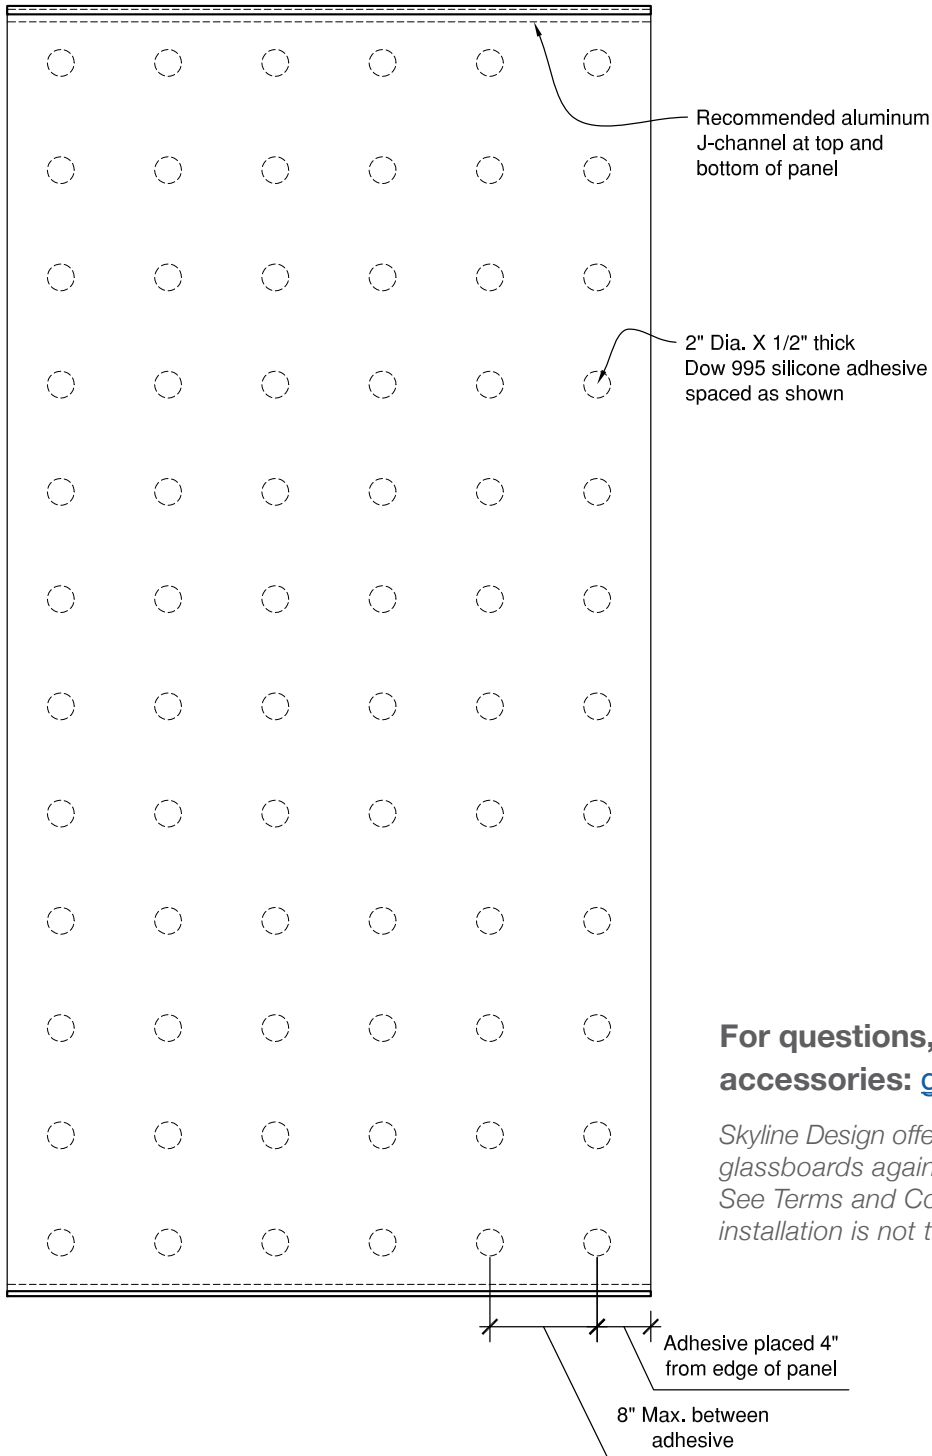 Recommended aluminum
J-channel at top and
bottom of panel
2" Dia. X 1/2" thick
Dow 995 silicone adhesive
spaced as shown
For questions,
accessories:
Skyline Design offe
glassboards again
See Terms and Co
installation is not t
Adhesive placed 4"
from edge of panel
8" Max. between
adhesive